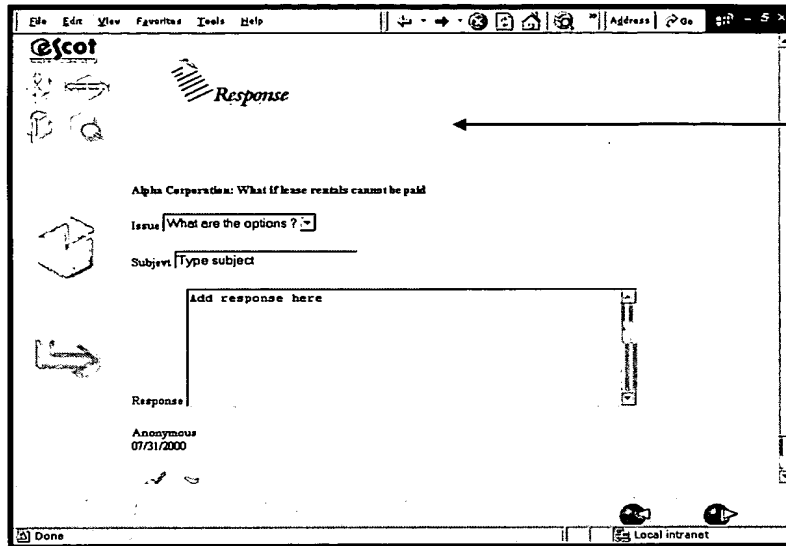 File Edit View Favorites Tools Help Address Go
escot
Response
Alpha Corporation: What if lease rentals cannot be paid
Issue What are the options ?
Subject Type subject
Add response here
Response
Anonymous
07/31/2000
Done Local intranet